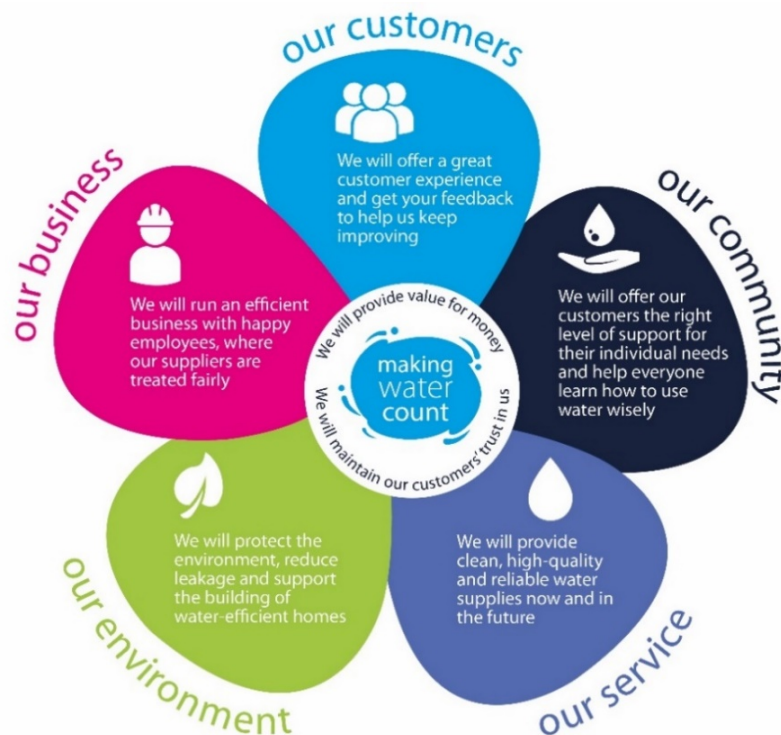 our customers
We will offer a great
customer experience
and get your feedback
to help us keep
improving
our community
We will offer our
customers the right
level of support for
their individual needs
and help everyone
learn how to use
water wisely
our service
We will provide
clean, high-quality
and reliable water
supplies now and in
the future
our environment
We will protect the
environment, reduce
leakage and support
the building of
water-efficient homes
our business
We will run an efficient
business with happy
employees, where
our suppliers are
treated fairly
We will provide value for money
making
water
count
We will maintain our customers' trust in us